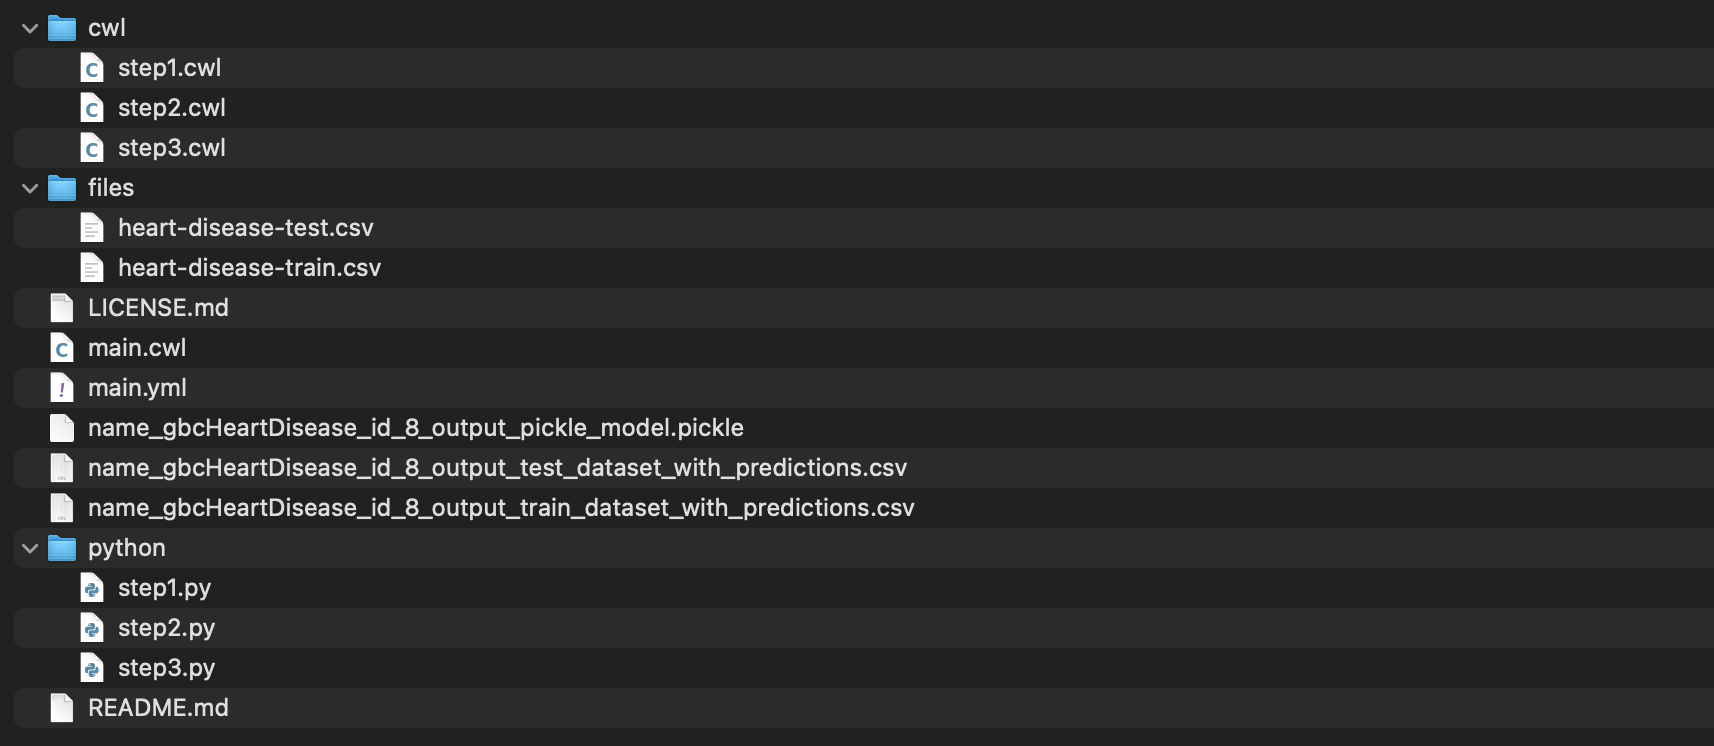 cwl
step1.cwl
step2.cwl
step3.cwl
files
heart-disease-test.csv
heart-disease-train.csv
LICENSE.md
main.cwl
main.yml
name_gbcHeartDisease_id_8_output_pickle_model.pickle
name_gbcHeartDisease_id_8_output_test_dataset_with_predictions.csv
name_gbcHeartDisease_id_8_output_train_dataset_with_predictions.csv
python
step1.py
step2.py
step3.py
README.md